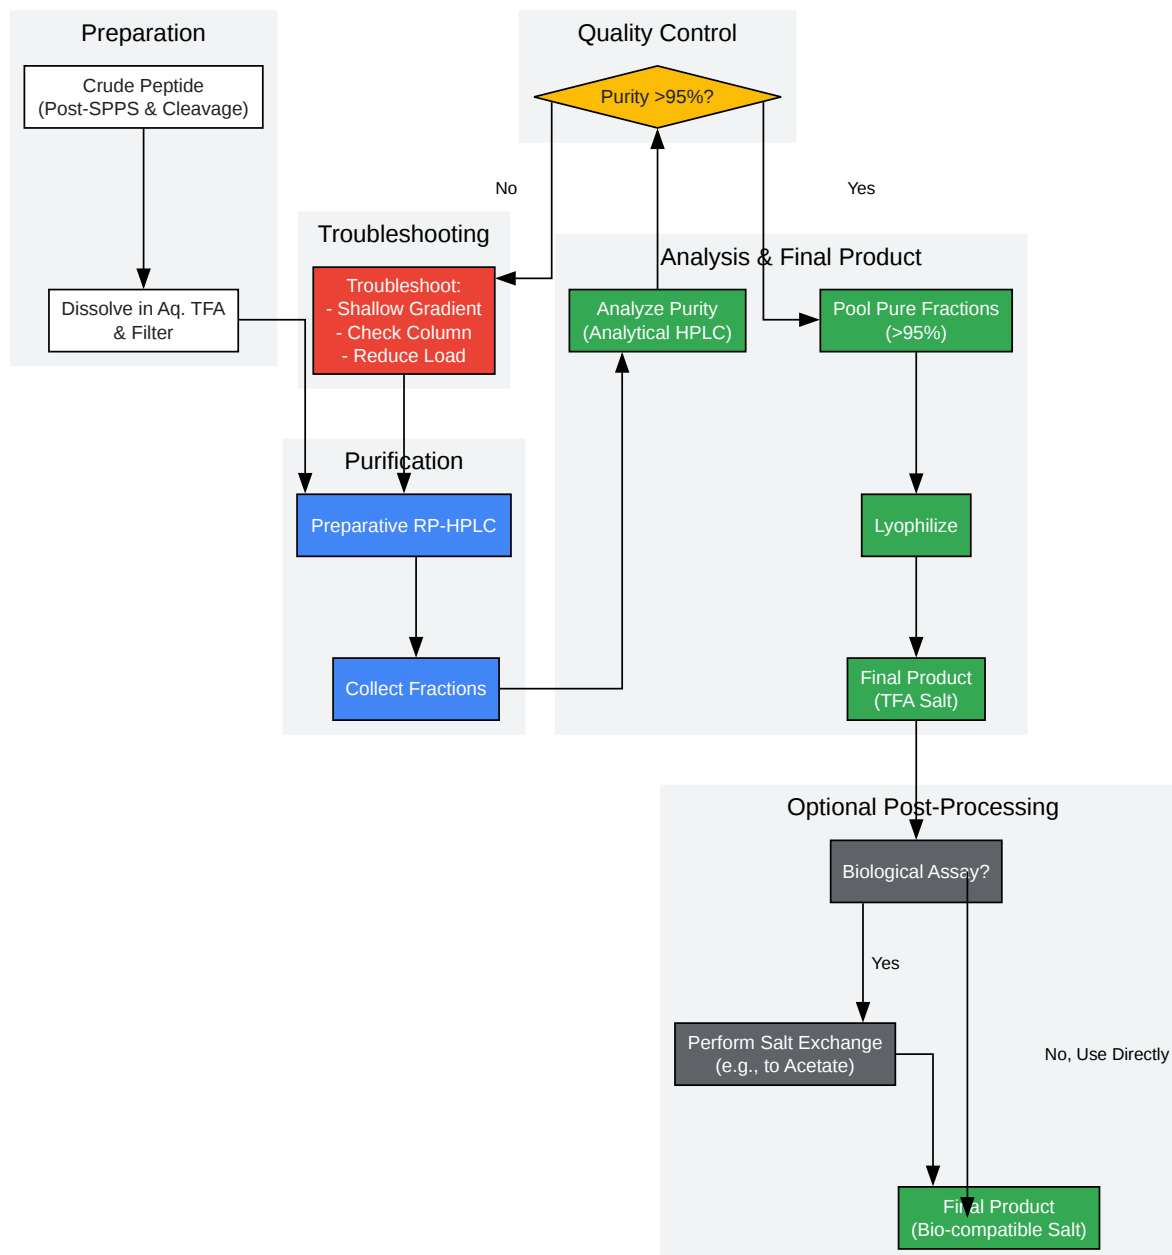 Preparation
Crude Peptide
(Post-SPPS & Cleavage)
Dissolve in Aq. TFA
& Filter
Quality Control
Purity >95%?
No
Yes
Troubleshooting
Troubleshoot:
- Shallow Gradient
- Check Column
- Reduce Load
Purification
Preparative RP-HPLC
Collect Fractions
Analysis & Final Product
Analyze Purity
(Analytical HPLC)
Pool Pure Fractions
(>95%)
Lyophilize
Final Product
(TFA Salt)
Optional Post-Processing
Biological Assay?
Yes
Perform Salt Exchange
(e.g., to Acetate)
No, Use Directly
Final Product
(Bio-compatible Salt)